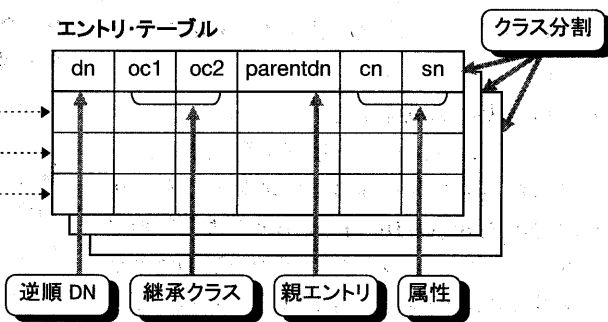 エントリ・テーブル
クラス分割
dn oc1 oc2 parentdn cn sn
逆順 DN 継承クラス 親エントリ 属性